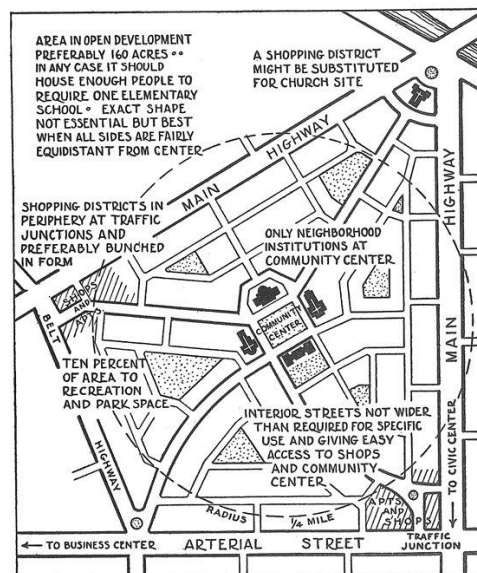 AREA IN OPEN DEVELOPMENT
PREFERABLY 160 ACRES ••
IN ANY CASE IT SHOULD
HOUSE ENOUGH PEOPLE TO
REQUIRE ONE ELEMENTARY
SCHOOL • EXACT SHAPE
NOT ESSENTIAL BUT BEST
WHEN ALL SIDES ARE FAIRLY
EQUIDISTANT FROM CENTER
A SHOPPING DISTRICT
MIGHT BE SUBSTITUTED
FOR CHURCH SITE
MAIN HIGHWAY
HIGHWAY
MAIN
SHOPPING DISTRICTS IN
PERIPHERY AT TRAFFIC
JUNCTIONS AND
PREFERABLY BUNCHED
IN FORM
ONLY NEIGHBORHOOD
INSTITUTIONS AT
COMMUNITY CENTER
SHOPS
AND
APTS
BELT
HIGHWAY
COMMUNITY
CENTER
TEN PERCENT
OF AREA TO
RECREATION
AND PARK SPACE
INTERIOR STREETS NOT WIDER
THAN REQUIRED FOR SPECIFIC
USE AND GIVING EASY
ACCESS TO SHOPS
AND COMMUNITY
CENTER
TO CIVIC CENTER
APTS
AND
SHOPS
RADIUS 1/4 MILE
← TO BUSINESS CENTER
ARTERIAL STREET
TRAFFIC
JUNCTION